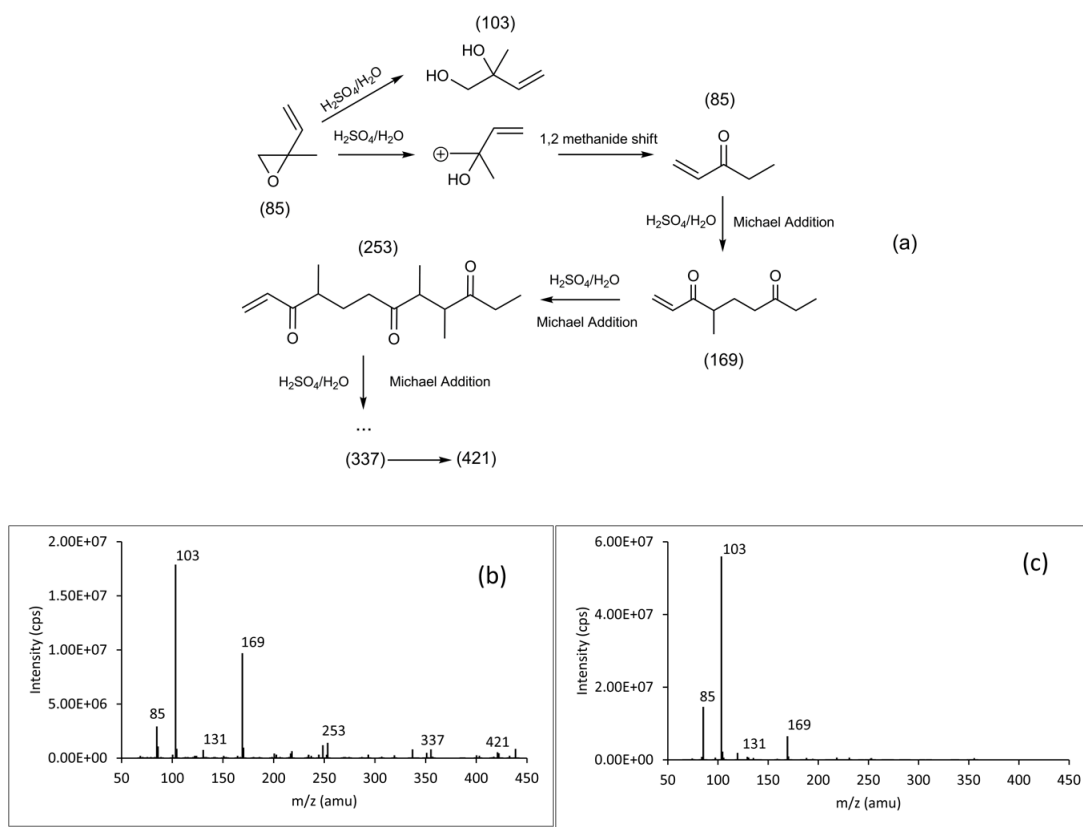 (103)
HO
HO
H2SO4/H2O
(85)
H2SO4/H2O
1,2 methanide shift
O
⊕
HO
O
(85)
H2SO4/H2O Michael Addition
(a)
(253)
O
H2SO4/H2O
O O
Michael Addition
O O
(169)
H2SO4/H2O Michael Addition
...
(337) (421)
2.00E+07
1.50E+07
1.00E+07
5.00E+06
0.00E+00
Intensity (cps)
103
(b)
169
85
131
253
337
421
50 100 150 200 250 300 350 400 450
m/z (amu)
6.00E+07
4.00E+07
2.00E+07
0.00E+00
Intensity (cps)
103
(c)
85
169
131
50 100 150 200 250 300 350 400 450
m/z (amu)